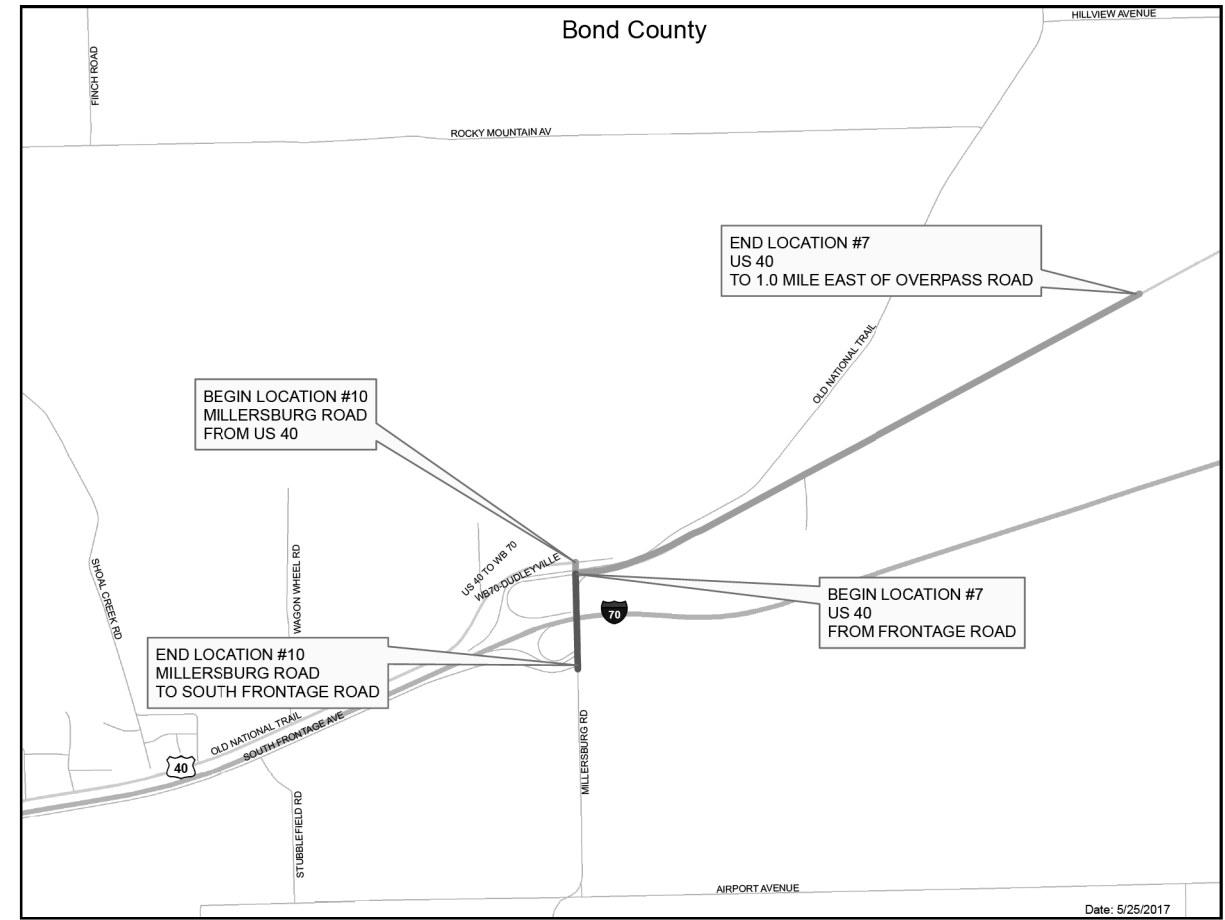 Bond County
HILLVIEW AVENUE
FINCH ROAD
ROCKY MOUNTAIN AV
END LOCATION #7
US 40
TO 1.0 MILE EAST OF OVERPASS ROAD
OLD NATIONAL TRAIL
BEGIN LOCATION #10
MILLERSBURG ROAD
FROM US 40
US 40 TO WB 70
WB70-DUDLEYVILLE
SHOAL CREEK RD
WAGON WHEEL RD
70
BEGIN LOCATION #7
US 40
FROM FRONTAGE ROAD
END LOCATION #10
MILLERSBURG ROAD
TO SOUTH FRONTAGE ROAD
OLD NATIONAL TRAIL
SOUTH FRONTAGE AVE
40
MILLERSBURG RD
STUBBLEFIELD RD
AIRPORT AVENUE
Date: 5/25/2017